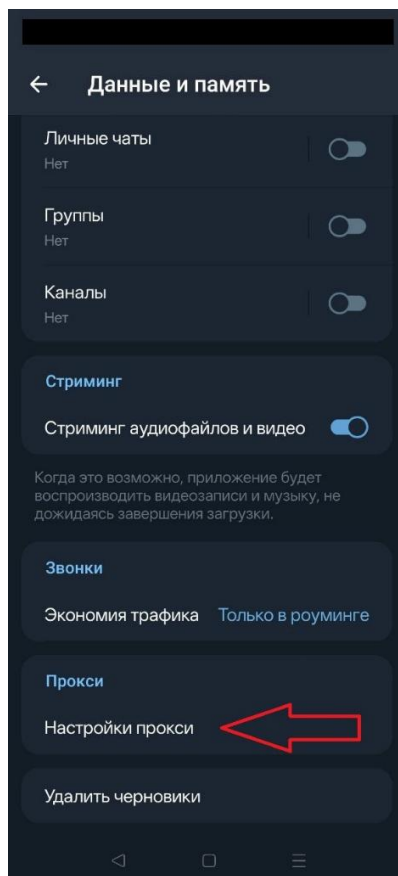 Данные и память
Личные чаты
Нет
Группы
Нет
Каналы
Нет
Стриминг
Стриминг аудиофайлов и видео
Когда это возможно, приложение будет
воспроизводить видеозаписи и музыку, не
дожидаясь завершения загрузки.
Звонки
Экономия трафика Только в роуминге
Прокси
Настройки прокси
Удалить черновики